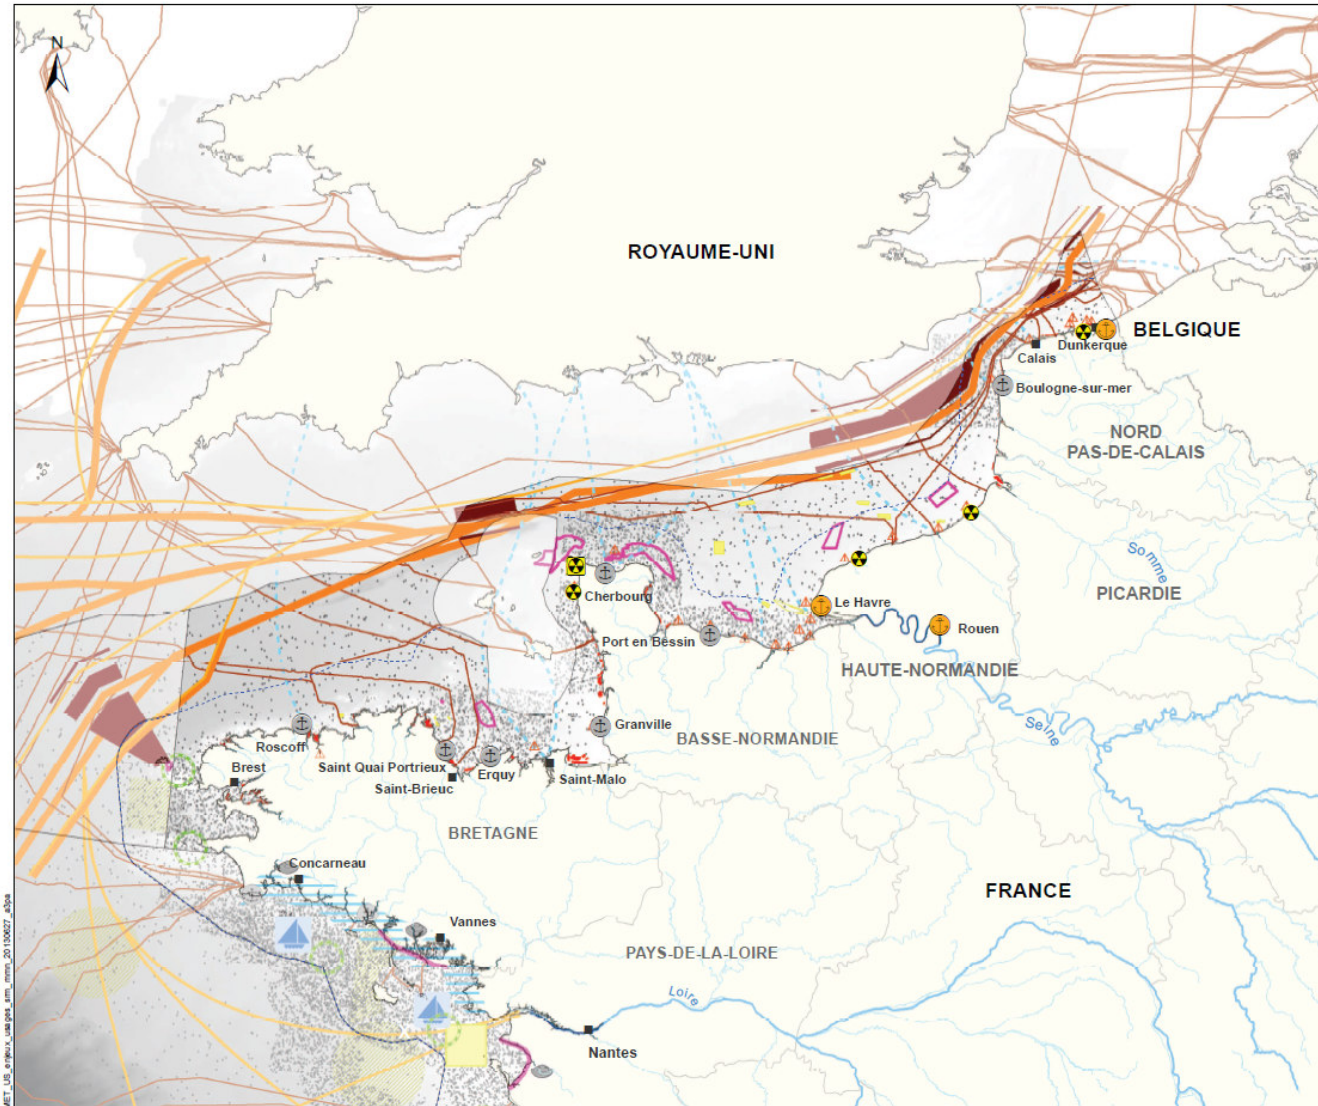 N
ROYAUME-UNI
BELGIQUE
Dunkerque
Calais
Boulogne-sur-mer
NORD
PAS-DE-CALAIS
Somme
PICARDIE
Cherbourg
Le Havre
Rouen
Port en Bessin
HAUTE-NORMANDIE
Seine
Granville
BASSE-NORMANDIE
Roscoff
Saint Quai Portrieux
Erquy
Saint-Malo
Brest
Saint-Brieuc
BRETAGNE
Concarneau
FRANCE
Vannes
PAYS-DE-LA-LOIRE
Loire
Nantes
MET_US_enjeux_usages_srm_mmn_20130627_a3pa